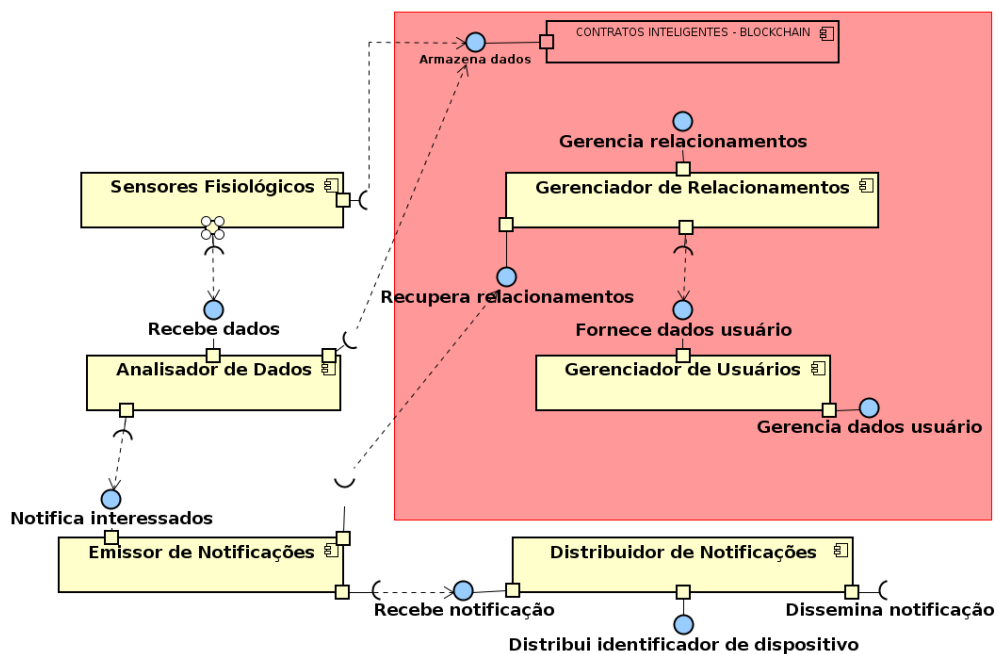 CONTRATOS INTELIGENTES - BLOCKCHAIN
Armazena dados
Gerencia relacionamentos
Sensores Fisiológicos
Gerenciador de Relacionamentos
Recupera relacionamentos
Recebe dados
Fornece dados usuário
Analisador de Dados
Gerenciador de Usuários
Gerencia dados usuário
Notifica interessados
Emissor de Notificações
Distribuidor de Notificações
Recebe notificação
Dissemina notificação
Distribui identificador de dispositivo